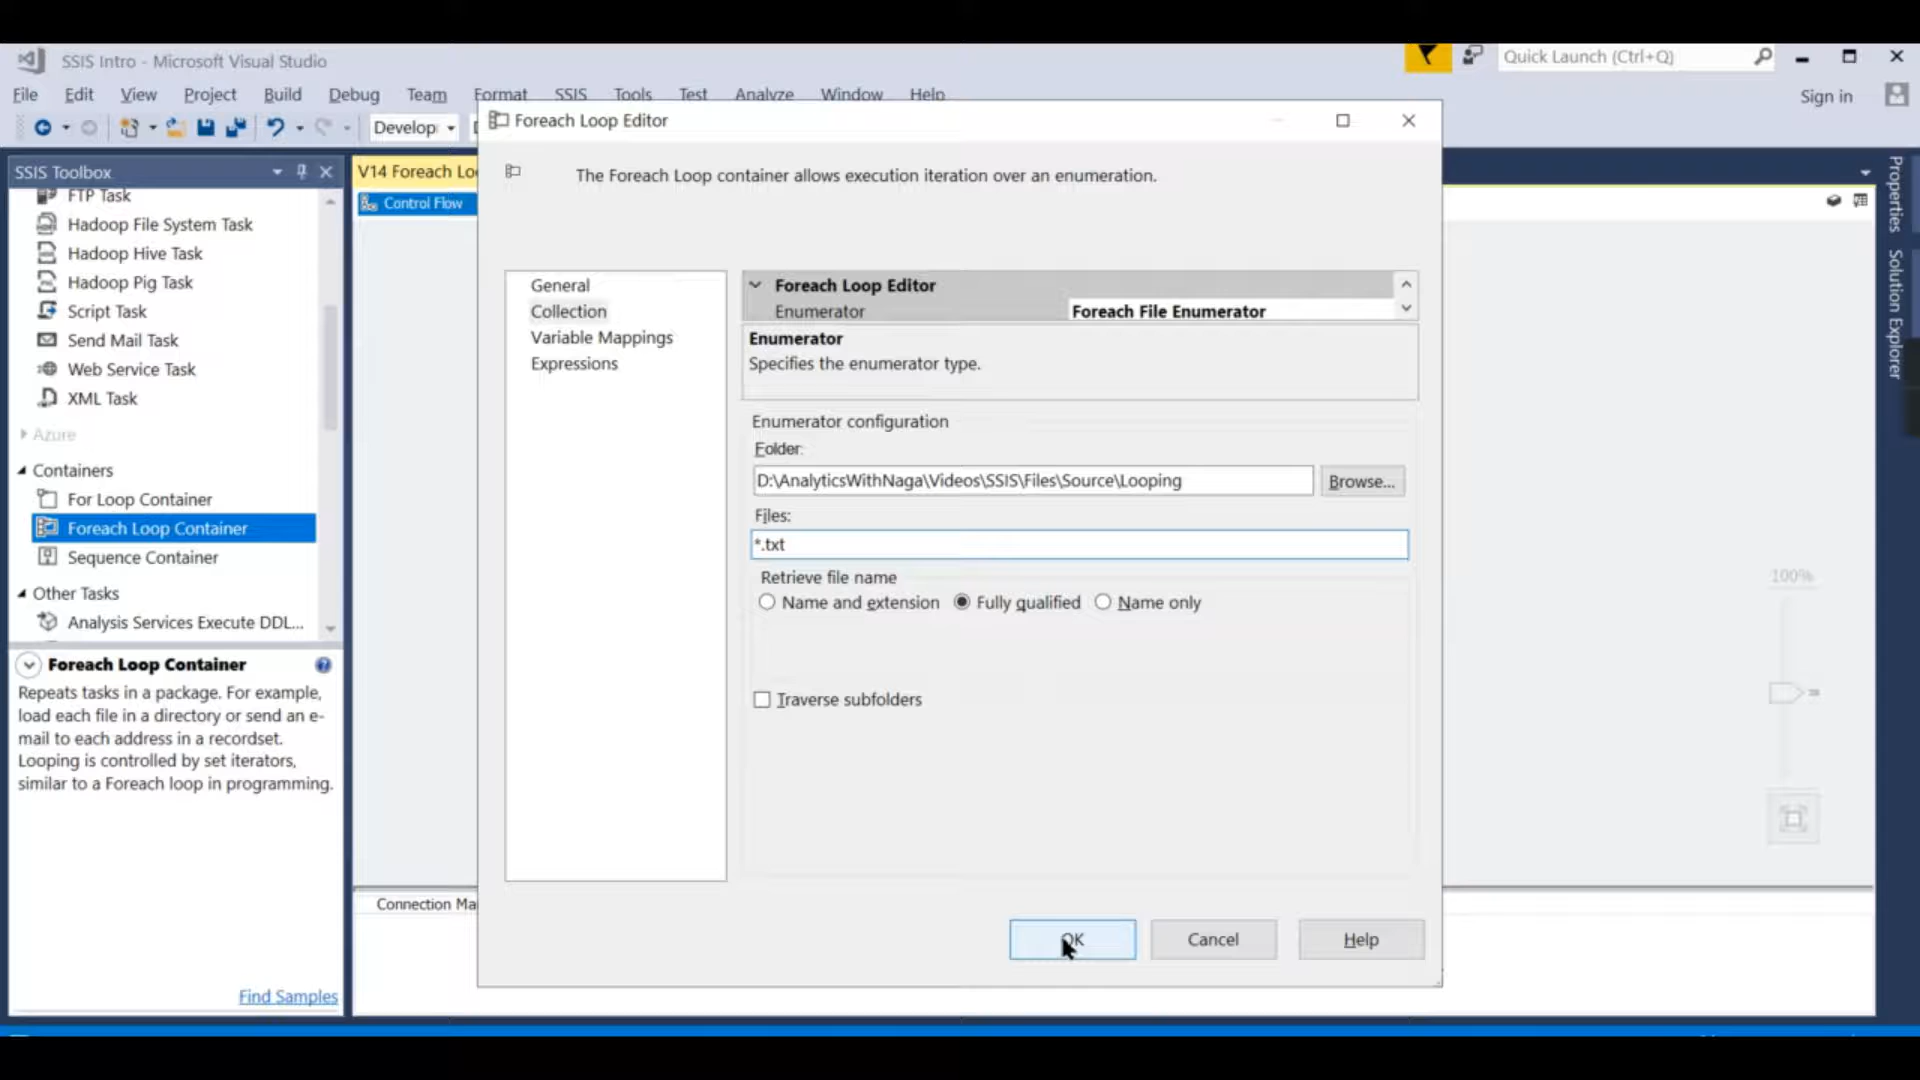 SSIS Intro - Microsoft Visual Studio
Quick Launch (Ctrl+Q)
File Edit View Project Build Debug Team Format SSIS Tools Test Analyze Window Help
Sign in
Develop
SSIS Toolbox
FTP Task
Hadoop File System Task
Hadoop Hive Task
Hadoop Pig Task
Script Task
Send Mail Task
Web Service Task
XML Task
Azure
Containers
For Loop Container
Foreach Loop Container
Sequence Container
Other Tasks
Analysis Services Execute DDL...
Foreach Loop Container
Repeats tasks in a package. For example,
load each file in a directory or send an e-
mail to each address in a recordset.
Looping is controlled by set iterators,
similar to a Foreach loop in programming.
Find Samples
V14 Foreach Lo
Control Flow
Connection Ma
Foreach Loop Editor
The Foreach Loop container allows execution iteration over an enumeration.
General
Collection
Variable Mappings
Expressions
Foreach Loop Editor
Enumerator Foreach File Enumerator
Enumerator
Specifies the enumerator type.
Enumerator configuration
Folder:
D:\AnalyticsWithNaga\Videos\SSIS\Files\Source\Looping
Browse...
Files:
*.txt
Retrieve file name
Name and extension Fully qualified Name only
Traverse subfolders
OK Cancel Help
100%
Properties
Solution Explorer